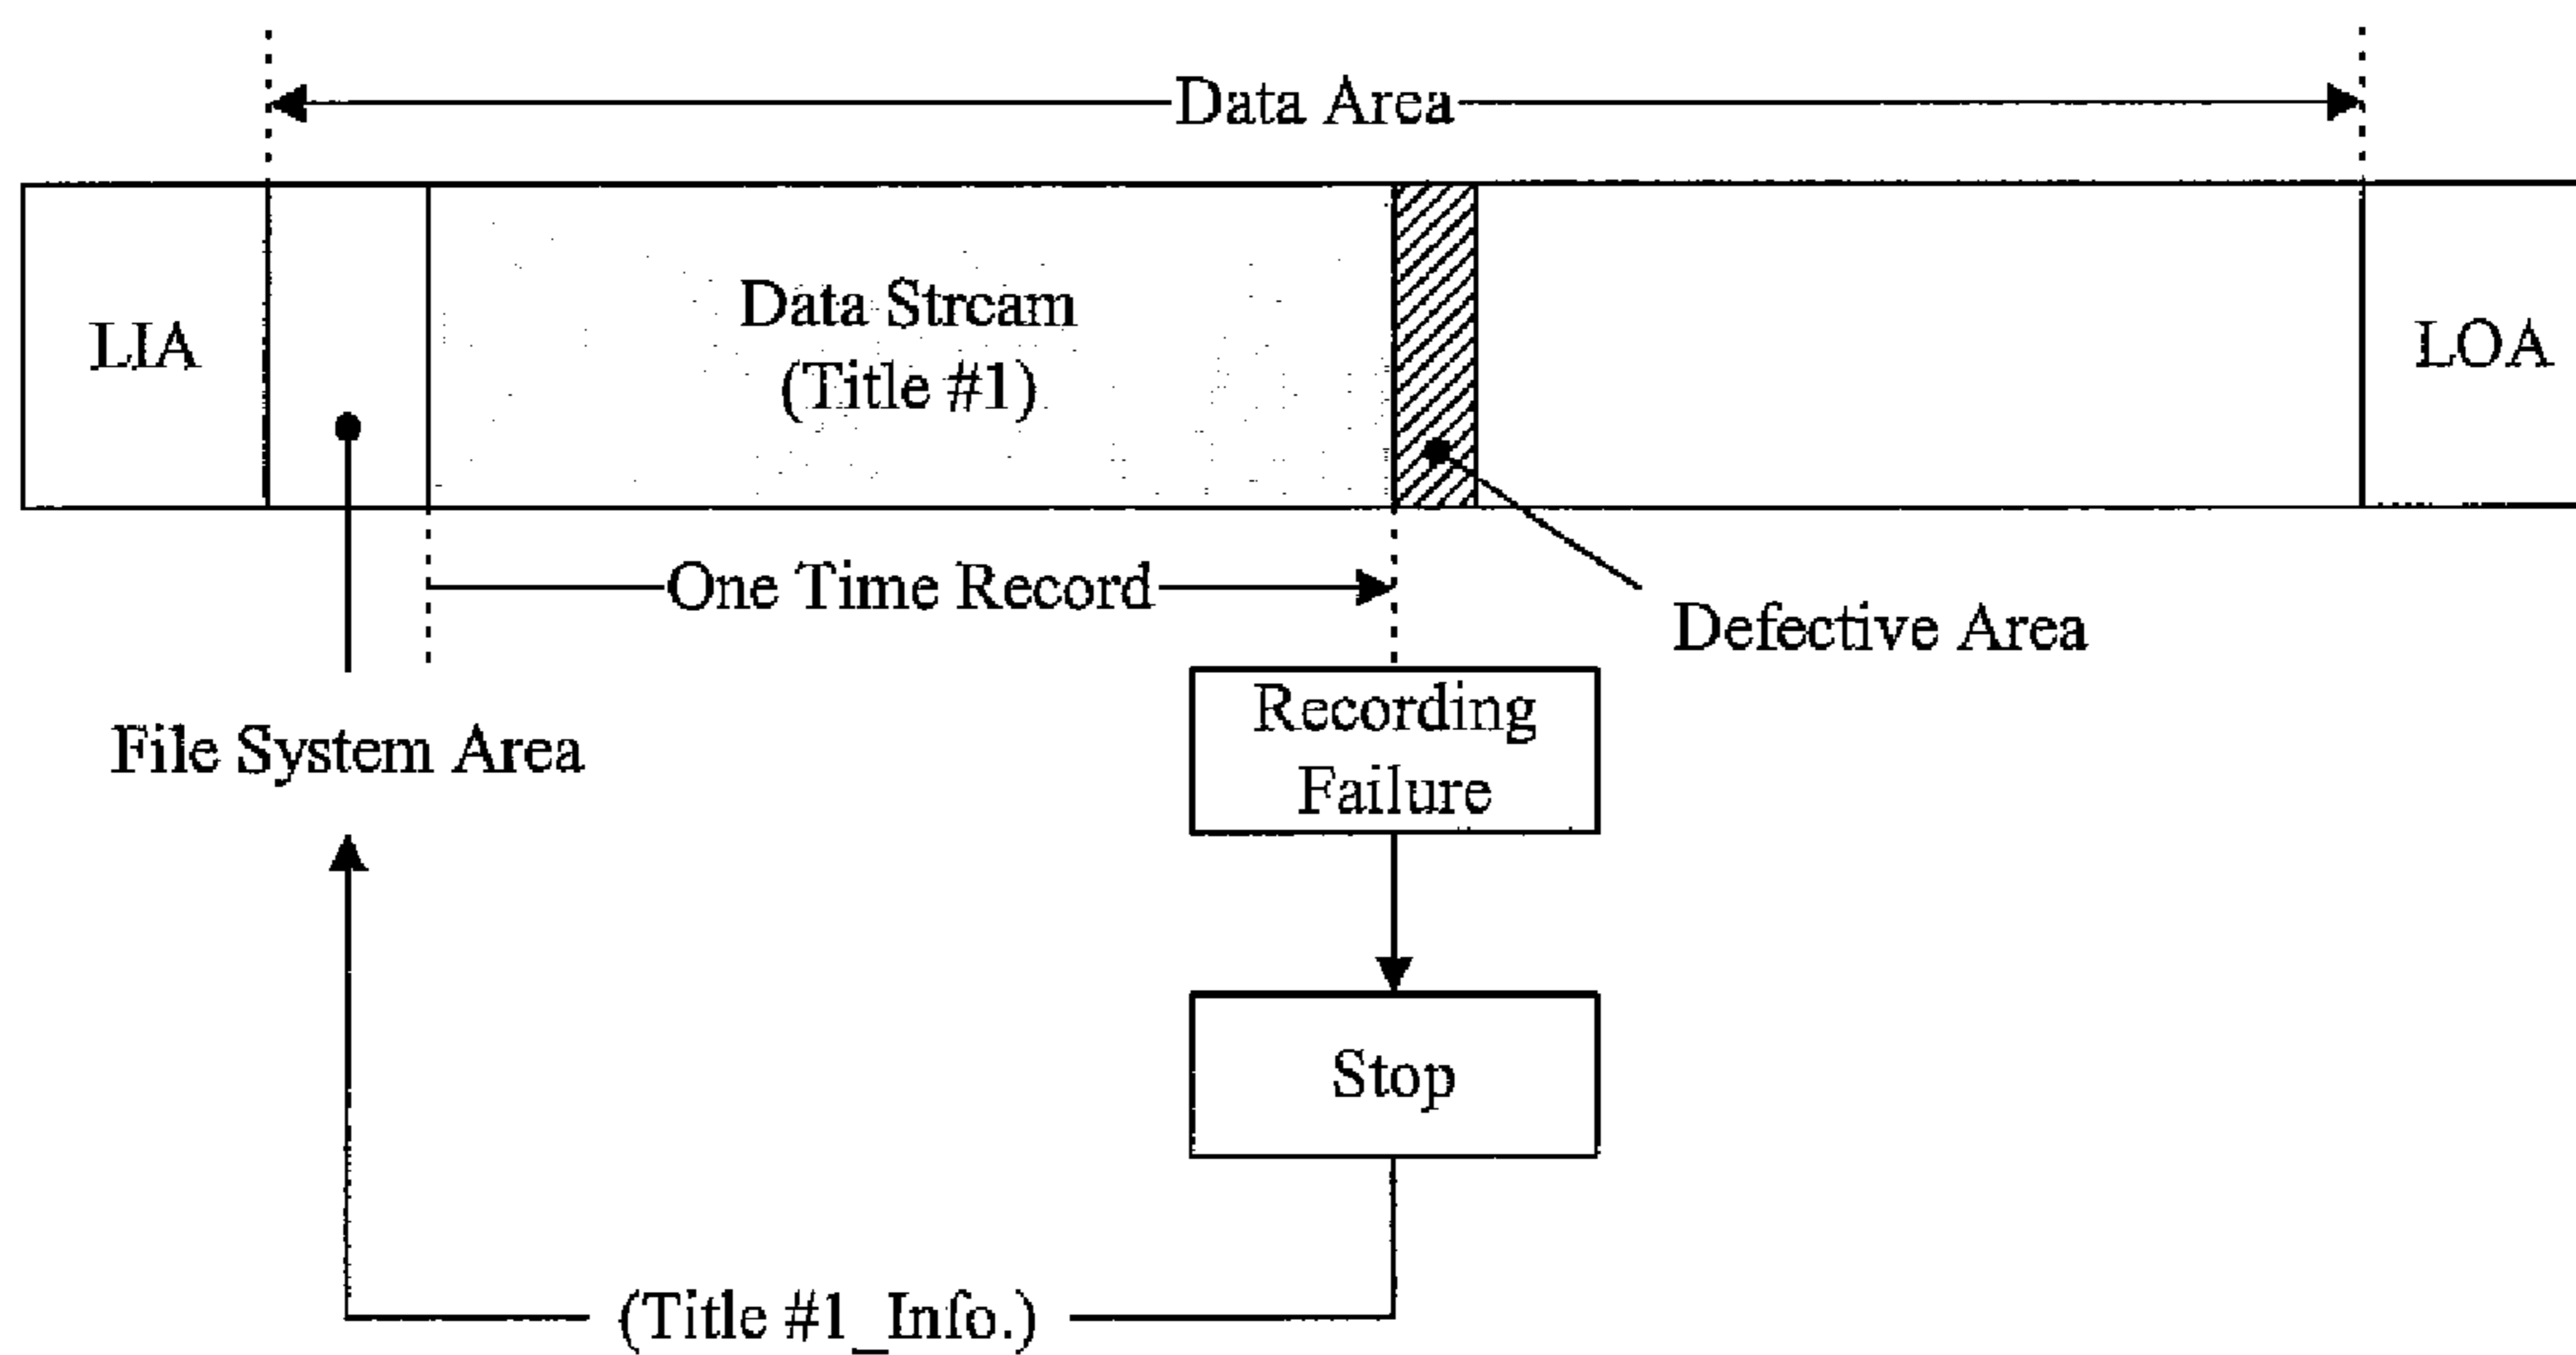 Data Area
LIA
Data Stream
(Title #1)
LOA
One Time Record
Defective Area
Recording
Failure
File System Area
Stop
(Title #1_Info.)